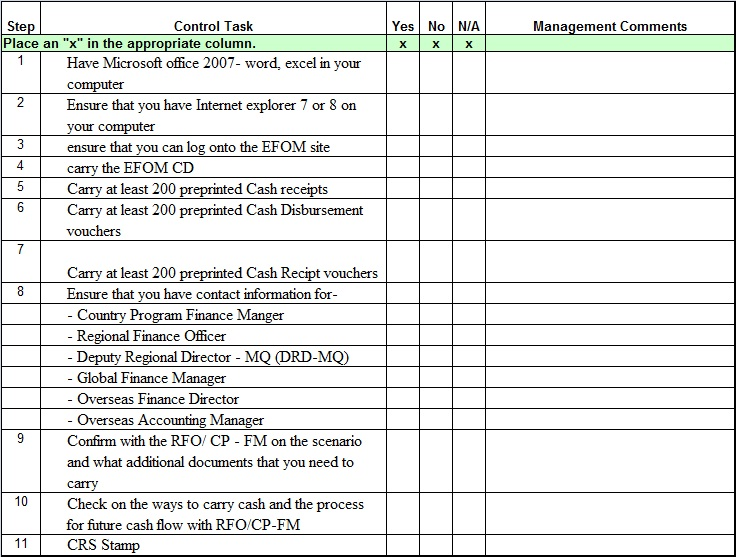 Step Control Task Yes No N/A Management Comments
Place an "x" in the appropriate column. x x x
1 Have Microsoft office 2007- word, excel in your
computer
2 Ensure that you have Internet explorer 7 or 8 on
your computer
3 ensure that you can log onto the EFOM site
4 carry the EFOM CD
5 Carry at least 200 preprinted Cash receipts
6 Carry at least 200 preprinted Cash Disbursement
vouchers
7
Carry at least 200 preprinted Cash Recipt vouchers
8 Ensure that you have contact information for-
- Country Program Finance Manger
- Regional Finance Officer
- Deputy Regional Director - MQ (DRD-MQ)
- Global Finance Manager
- Overseas Finance Director
- Overseas Accounting Manager
9 Confirm with the RFO/ CP - FM on the scenario
and what additional documents that you need to
carry
10 Check on the ways to carry cash and the process
for future cash flow with RFO/CP-FM
11 CRS Stamp